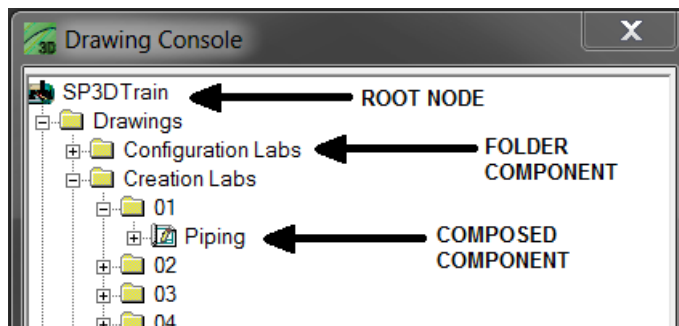 3D Drawing Console X
SP3DTrain ROOT NODE
Drawings
Configuration Labs FOLDER
COMPONENT
Creation Labs
01
Piping COMPOSED
COMPONENT
02
03
04